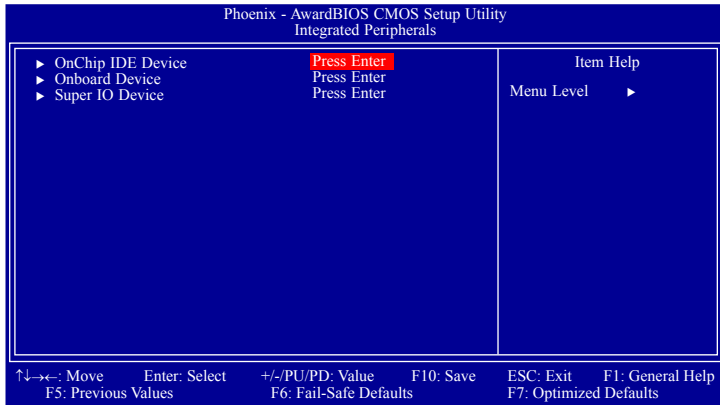 Phoenix - AwardBIOS CMOS Setup Utility
Integrated Peripherals
► OnChip IDE Device Press Enter
► Onboard Device Press Enter
► Super IO Device Press Enter
Item Help
Menu Level ►
↑↓→←: Move Enter: Select +/-/PU/PD: Value F10: Save ESC: Exit F1: General Help
F5: Previous Values F6: Fail-Safe Defaults F7: Optimized Defaults